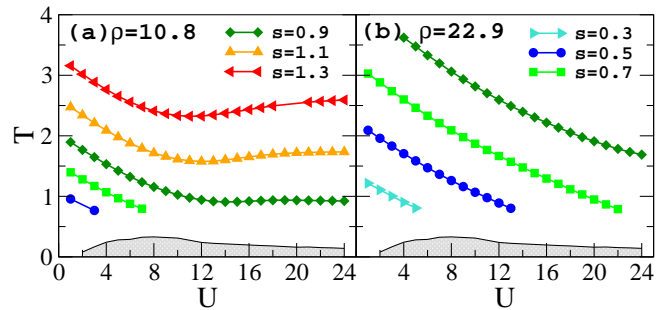 (a) ρ=10.8
s=0.9
s=1.1
s=1.3
(b) ρ=22.9
s=0.3
s=0.5
s=0.7
T
4
3
2
1
0
0 4 8 12 16 20 24
4 8 12 16 20 24
U
U